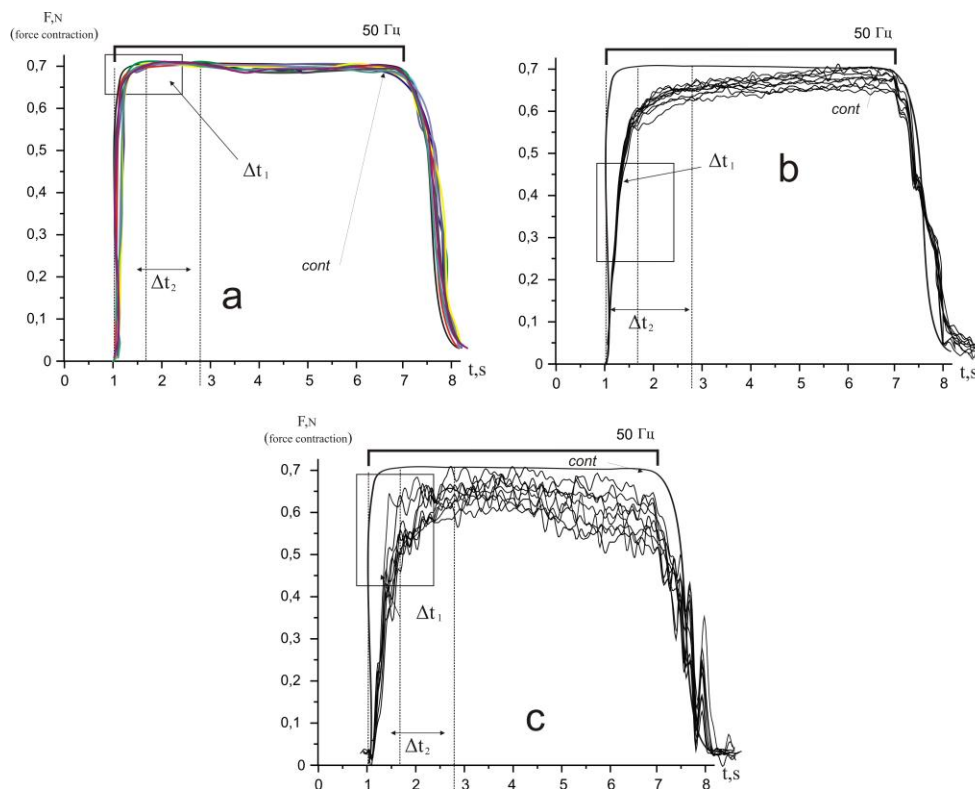 F,N
(force contraction)
50 Гц
0,7
0,6
0,5
0,4
0,3
0,2
0,1
0
Δt1
cont
Δt2
a
0 1 2 3 4 5 6 7 8 t,s
50 Гц
0,7
0,6
0,5
0,4
0,3
0,2
0,1
0
cont
b
Δt1
Δt2
0 1 2 3 4 5 6 7 8 t,s
F,N
(force contraction)
50 Гц
0,7
0,6
0,5
0,4
0,3
0,2
0,1
0
cont
Δt1
Δt2
c
0 1 2 3 4 5 6 7 8 t,s